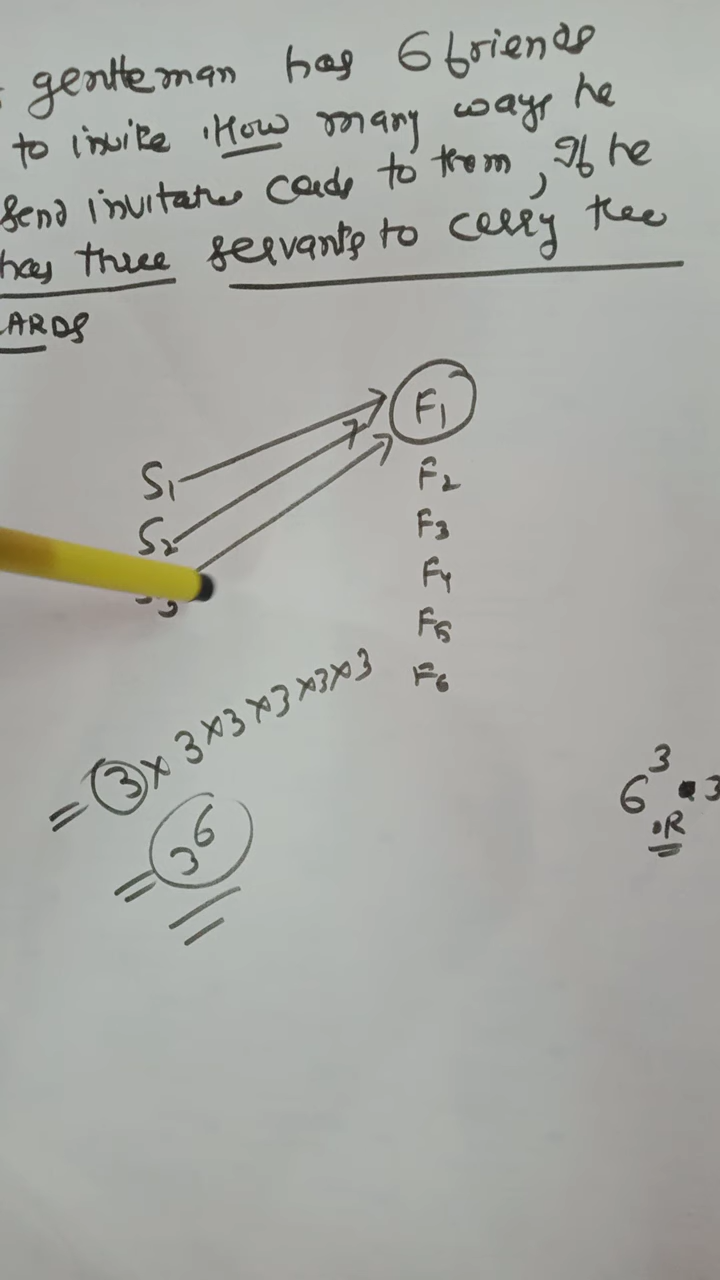 gentleman has 6 friends
to invite. How many ways he
send invitation cards to them, If he
has three servants to carry the
ARDS
F1
S1
F2
S2
F3
F4
F5
F6
= 3 × 3 × 3 × 3 × 3 × 3
= 3^6
6^3
OR
3